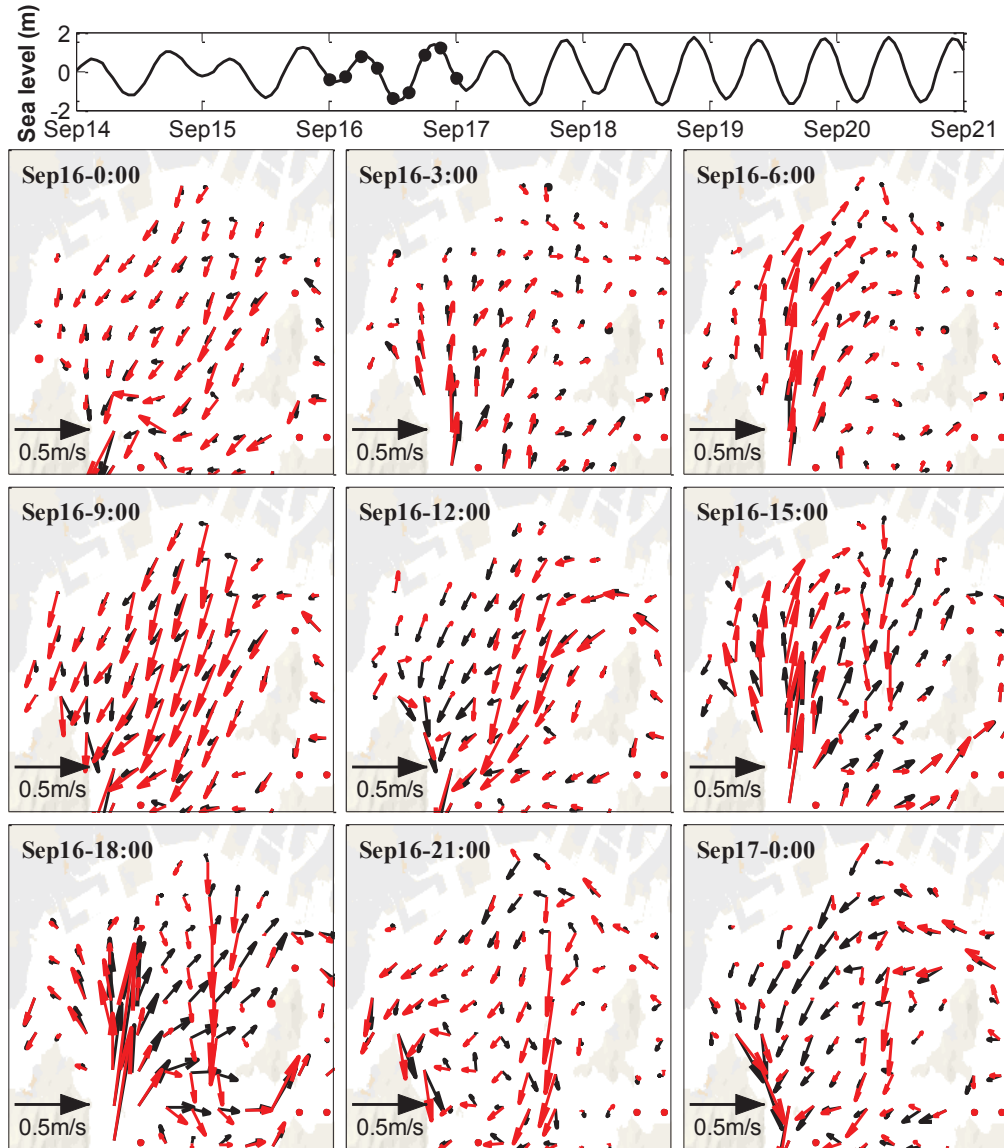 Sea level (m)
2
0
-2
Sep14 Sep15 Sep16 Sep17 Sep18 Sep19 Sep20 Sep21
Sep16-0:00 Sep16-3:00 Sep16-6:00
0.5m/s 0.5m/s 0.5m/s
Sep16-9:00 Sep16-12:00 Sep16-15:00
0.5m/s 0.5m/s 0.5m/s
Sep16-18:00 Sep16-21:00 Sep17-0:00
0.5m/s 0.5m/s 0.5m/s